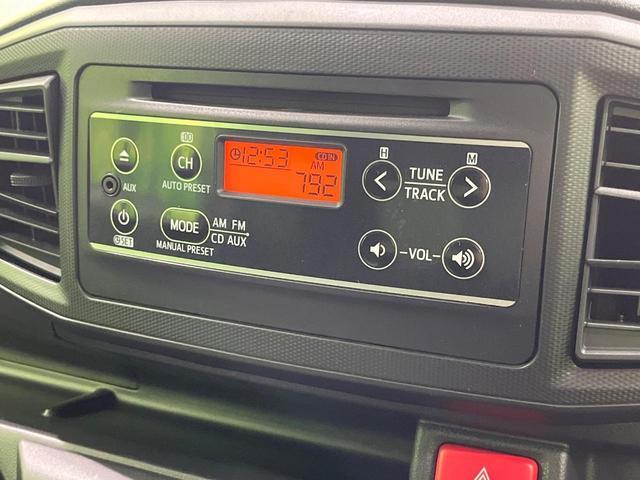 CH
AUTO PRESET
AUX
SET
MODE
MANUAL PRESET
AM FM
CD AUX
12:53
CD IN
AM
792
H
M
TUNE
TRACK
VOL